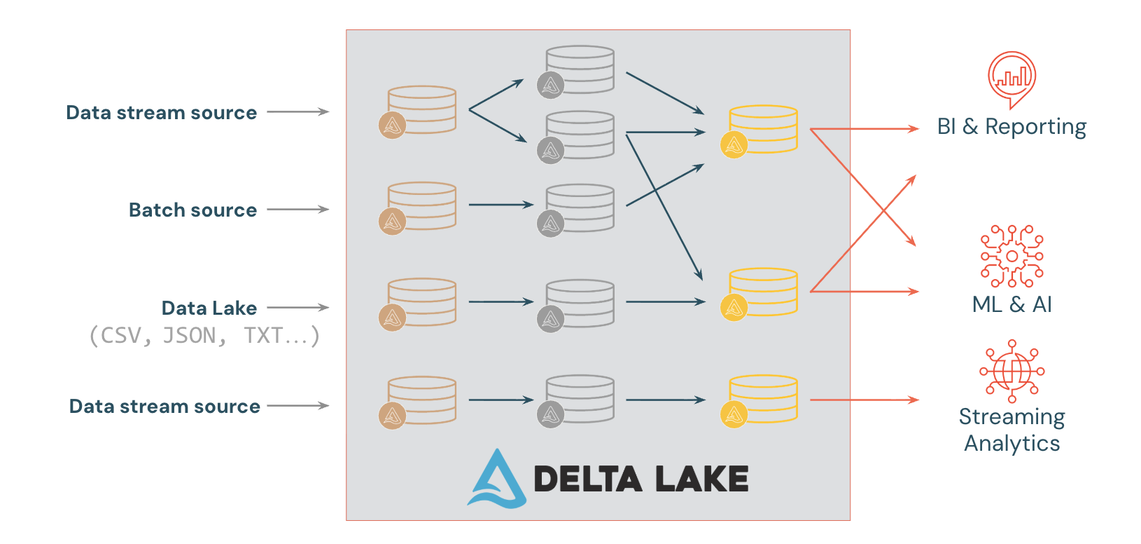 Data stream source
Batch source
Data Lake
(CSV, JSON, TXT...)
Data stream source
DELTA LAKE
BI & Reporting
ML & AI
Streaming
Analytics